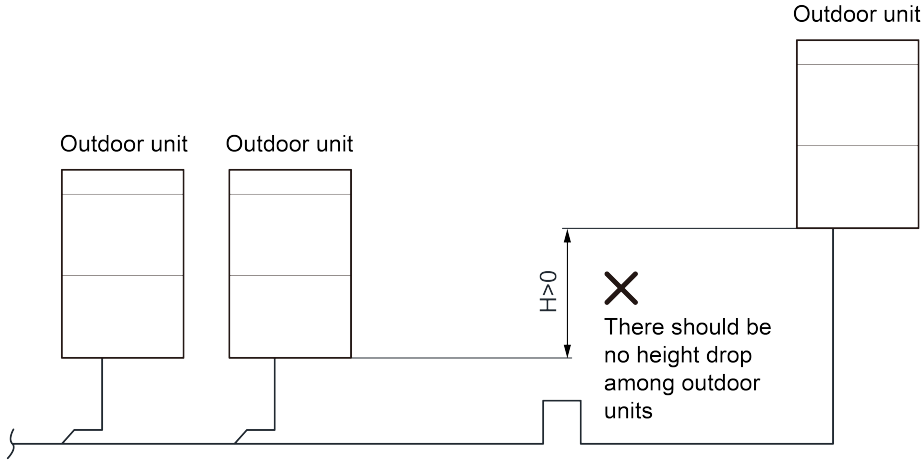 Outdoor unit
Outdoor unit
Outdoor unit
H>0
There should be
no height drop
among outdoor
units